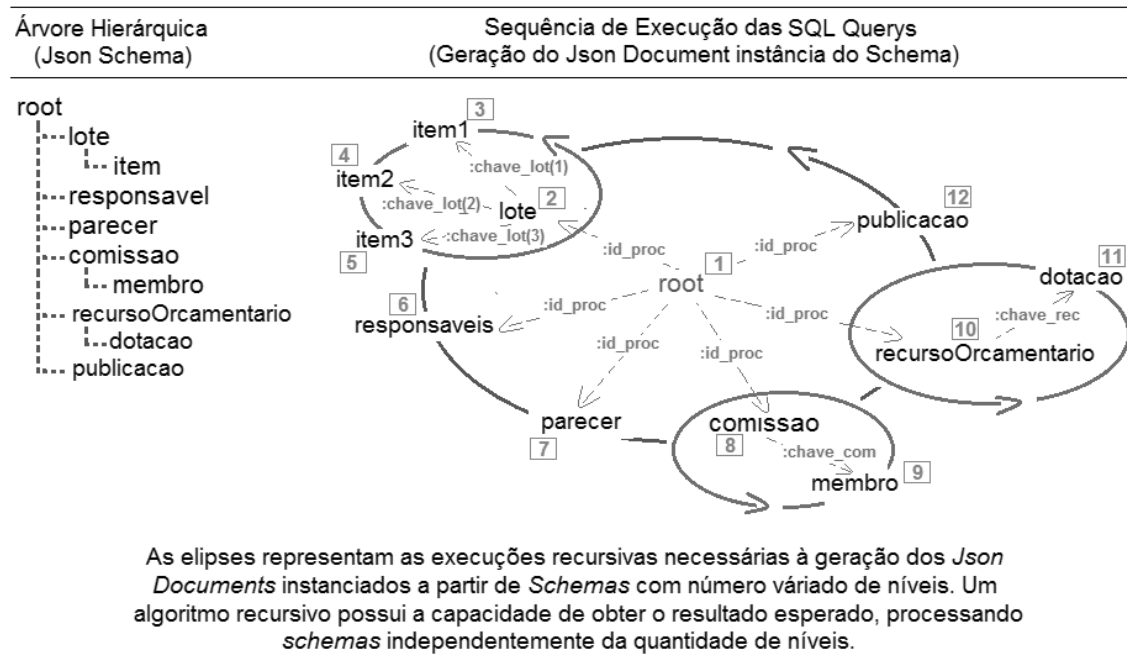 Árvore Hierárquica
(Json Schema)
Sequência de Execução das SQL Querys
(Geração do Json Document instância do Schema)
root
lote
item
responsavel
parecer
comissao
membro
recursoOrcamentario
dotacao
publicacao
3
item1
4
item2
:chave_lot(1)
:chave_lot(2)
lote
2
:chave_lot(3)
item3
5
:id_proc
1
root
:id_proc
12
publicacao
11
dotacao
:chave_rec
10
recursoOrcamentario
:id_proc
6
responsaveis
:id_proc
:id_proc
:id_proc
parecer
7
comissao
8
:chave_com
membro
9
As elipses representam as execuções recursivas necessárias à geração dos Json
Documents instanciados a partir de Schemas com número váriado de níveis. Um
algoritmo recursivo possui a capacidade de obter o resultado esperado, processando
schemas independentemente da quantidade de níveis.